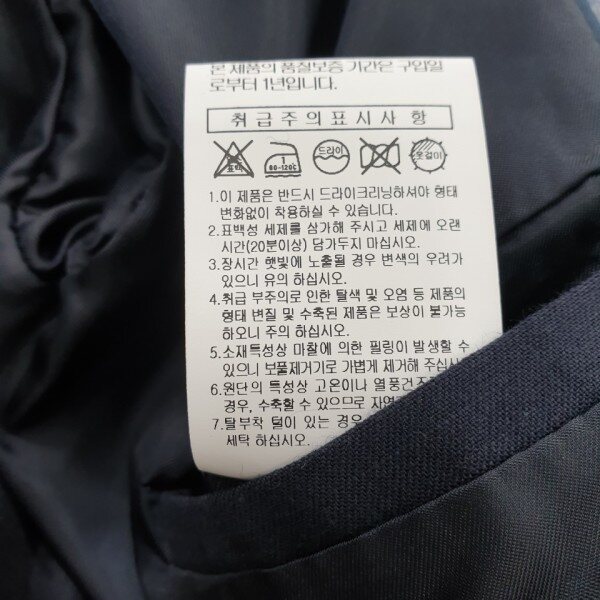 본 제품의 품질보증 기간은 구입일
로부터 1년입니다.
취급주의표시사항
표백
1
80-120℃
드라이
옷걸이
1.이 제품은 반드시 드라이크리닝하셔야 형태
변화없이 착용하실 수 있습니다.
2.표백성 세제를 삼가해 주시고 세제에 오랜
시간(20분이상) 담가두지 마십시오.
3.장시간 햇빛에 노출될 경우 변색의 우려가
있으니 유의 하십시오.
4.취급 부주의로 인한 탈색 및 오염 등 제품의
형태 변질 및 수축된 제품은 보상이 불가능
하오니 주의 하십시오.
5.소재특성상 마찰에 의한 필링이 발생할 수
있으니 보풀제거기로 가볍게 제거해 주십시
6.원단의 특성상 고온이나 열풍건조
경우, 수축할 수 있으므로 자연
7.탈부착 털이 있는 경우
세탁 하십시오.